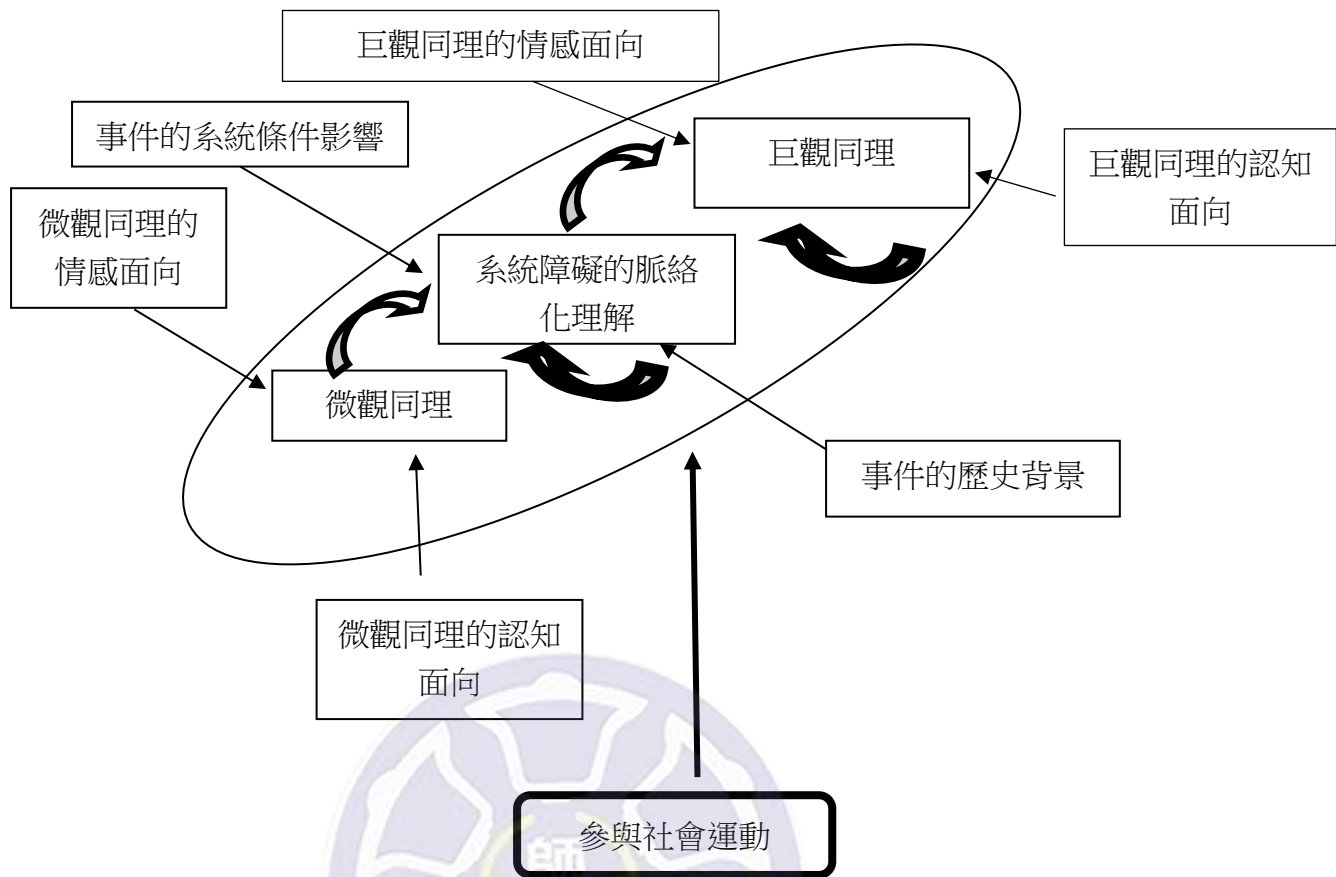 巨觀同理的情感面向
事件的系統條件影響
巨觀同理
巨觀同理的認知
面向
微觀同理的
情感面向
系統障礙的脈絡
化理解
微觀同理
事件的歷史背景
微觀同理的認知
面向
參與社會運動
師